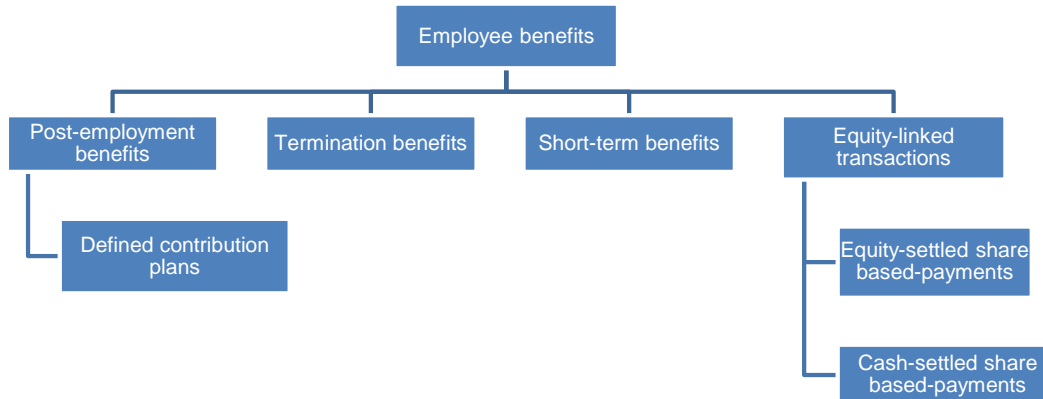 Employee benefits
Post-employment
benefits
Termination benefits
Short-term benefits
Equity-linked
transactions
Defined contribution
plans
Equity-settled share
based-payments
Cash-settled share
based-payments